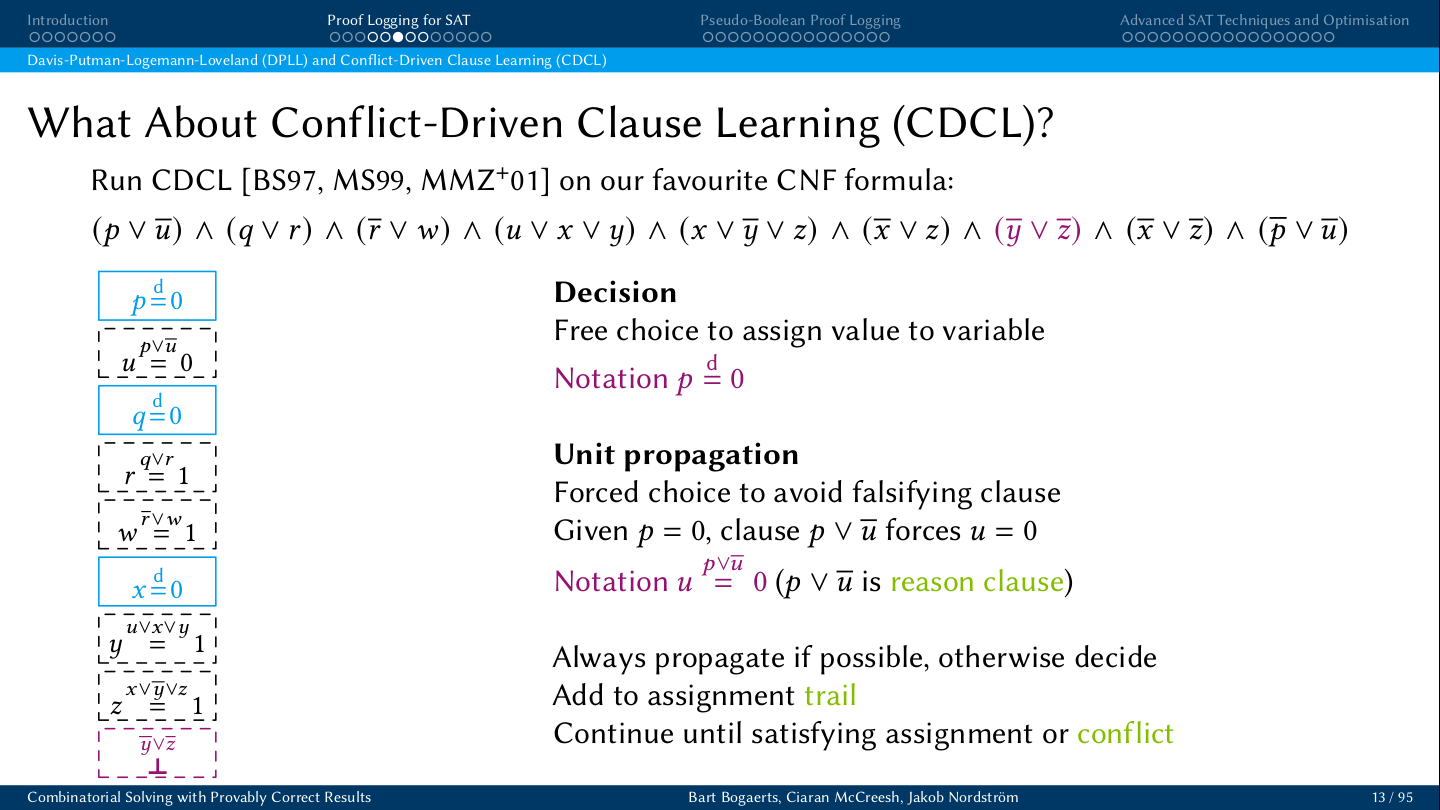 Introduction
Proof Logging for SAT
Pseudo-Boolean Proof Logging
Advanced SAT Techniques and Optimisation
Davis-Putman-Logemann-Loveland (DPLL) and Conflict-Driven Clause Learning (CDCL)
What About Conflict-Driven Clause Learning (CDCL)?
Run CDCL [BS97, MS99, MMZ⁺01] on our favourite CNF formula:
(p ∨ u̅) ∧ (q ∨ r) ∧ (r̅ ∨ w) ∧ (u ∨ x ∨ y) ∧ (x ∨ y̅ ∨ z) ∧ (x̅ ∨ z) ∧ (y̅ ∨ z̅) ∧ (x̅ ∨ z̅) ∧ (p̅ ∨ u̅)
d
p = 0
p∨u̅
u = 0
d
q = 0
q∨r
r = 1
r̅∨w
w = 1
d
x = 0
u∨x∨y
y = 1
x∨y̅∨z
z = 1
y̅∨z̅
⊥
Decision
Free choice to assign value to variable
d
Notation p = 0
Unit propagation
Forced choice to avoid falsifying clause
Given p = 0, clause p ∨ u̅ forces u = 0
p∨u̅
Notation u = 0 (p ∨ u̅ is reason clause)
Always propagate if possible, otherwise decide
Add to assignment trail
Continue until satisfying assignment or conflict
Combinatorial Solving with Provably Correct Results
Bart Bogaerts, Ciaran McCreesh, Jakob Nordström
13 / 95